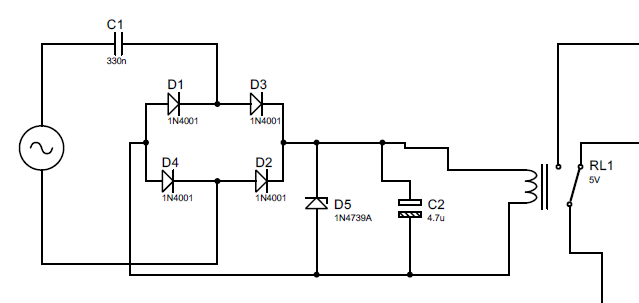 C1
330n
D1
1N4001
D3
1N4001
D4
1N4001
D2
1N4001
D5
1N4739A
C2
4.7u
RL1
5V